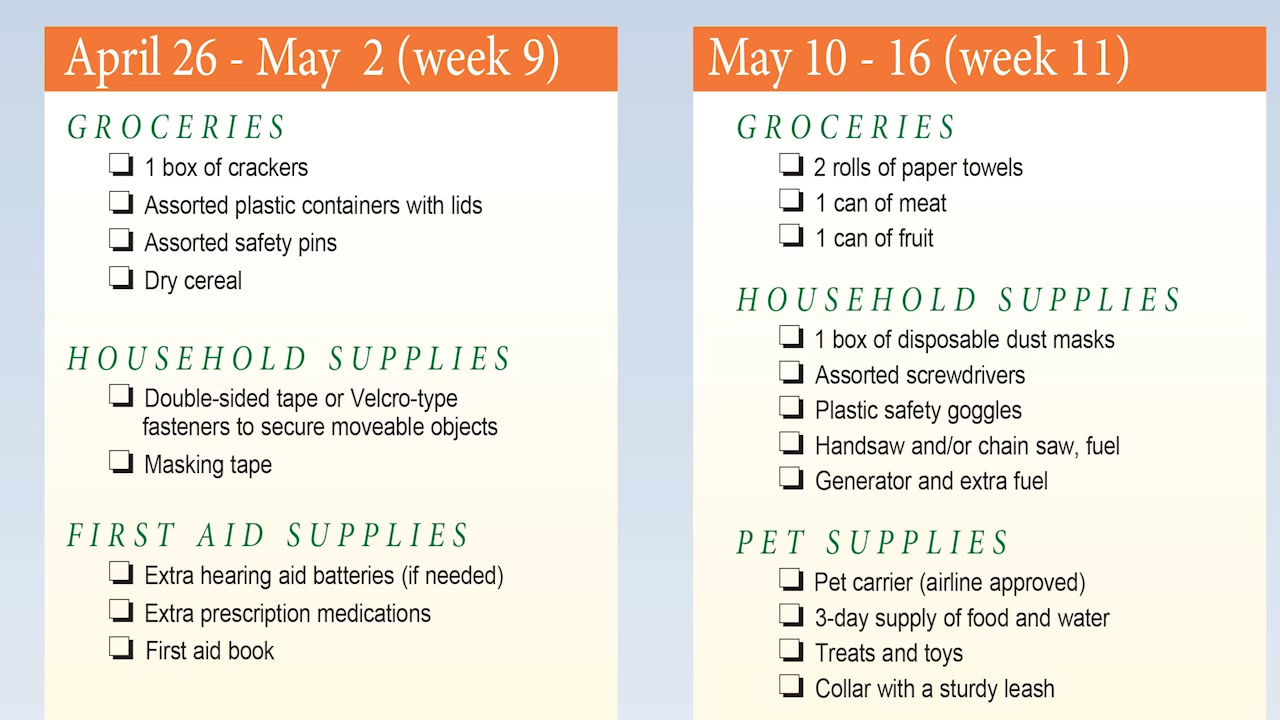 April 26 - May 2 (week 9)
GROCERIES
1 box of crackers
Assorted plastic containers with lids
Assorted safety pins
Dry cereal
HOUSEHOLD SUPPLIES
Double-sided tape or Velcro-type
fasteners to secure moveable objects
Masking tape
FIRST AID SUPPLIES
Extra hearing aid batteries (if needed)
Extra prescription medications
First aid book
May 10 - 16 (week 11)
GROCERIES
2 rolls of paper towels
1 can of meat
1 can of fruit
HOUSEHOLD SUPPLIES
1 box of disposable dust masks
Assorted screwdrivers
Plastic safety goggles
Handsaw and/or chain saw, fuel
Generator and extra fuel
PET SUPPLIES
Pet carrier (airline approved)
3-day supply of food and water
Treats and toys
Collar with a sturdy leash